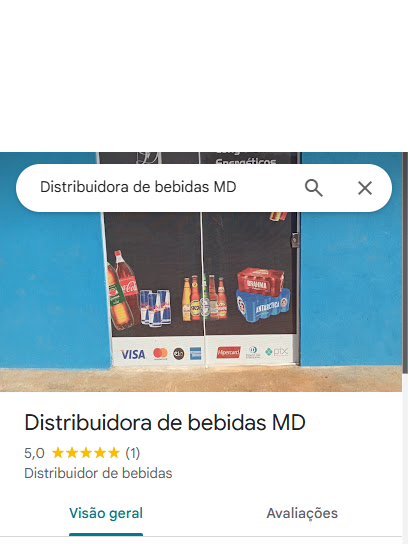 Energéticos
Distribuidora de bebidas MD
Coca-Cola
BRAHMA
ANTARCTICA
VISA
elo
Hipercard
pix
Distribuidora de bebidas MD
5,0 (1)
Distribuidor de bebidas
Visão geral
Avaliações